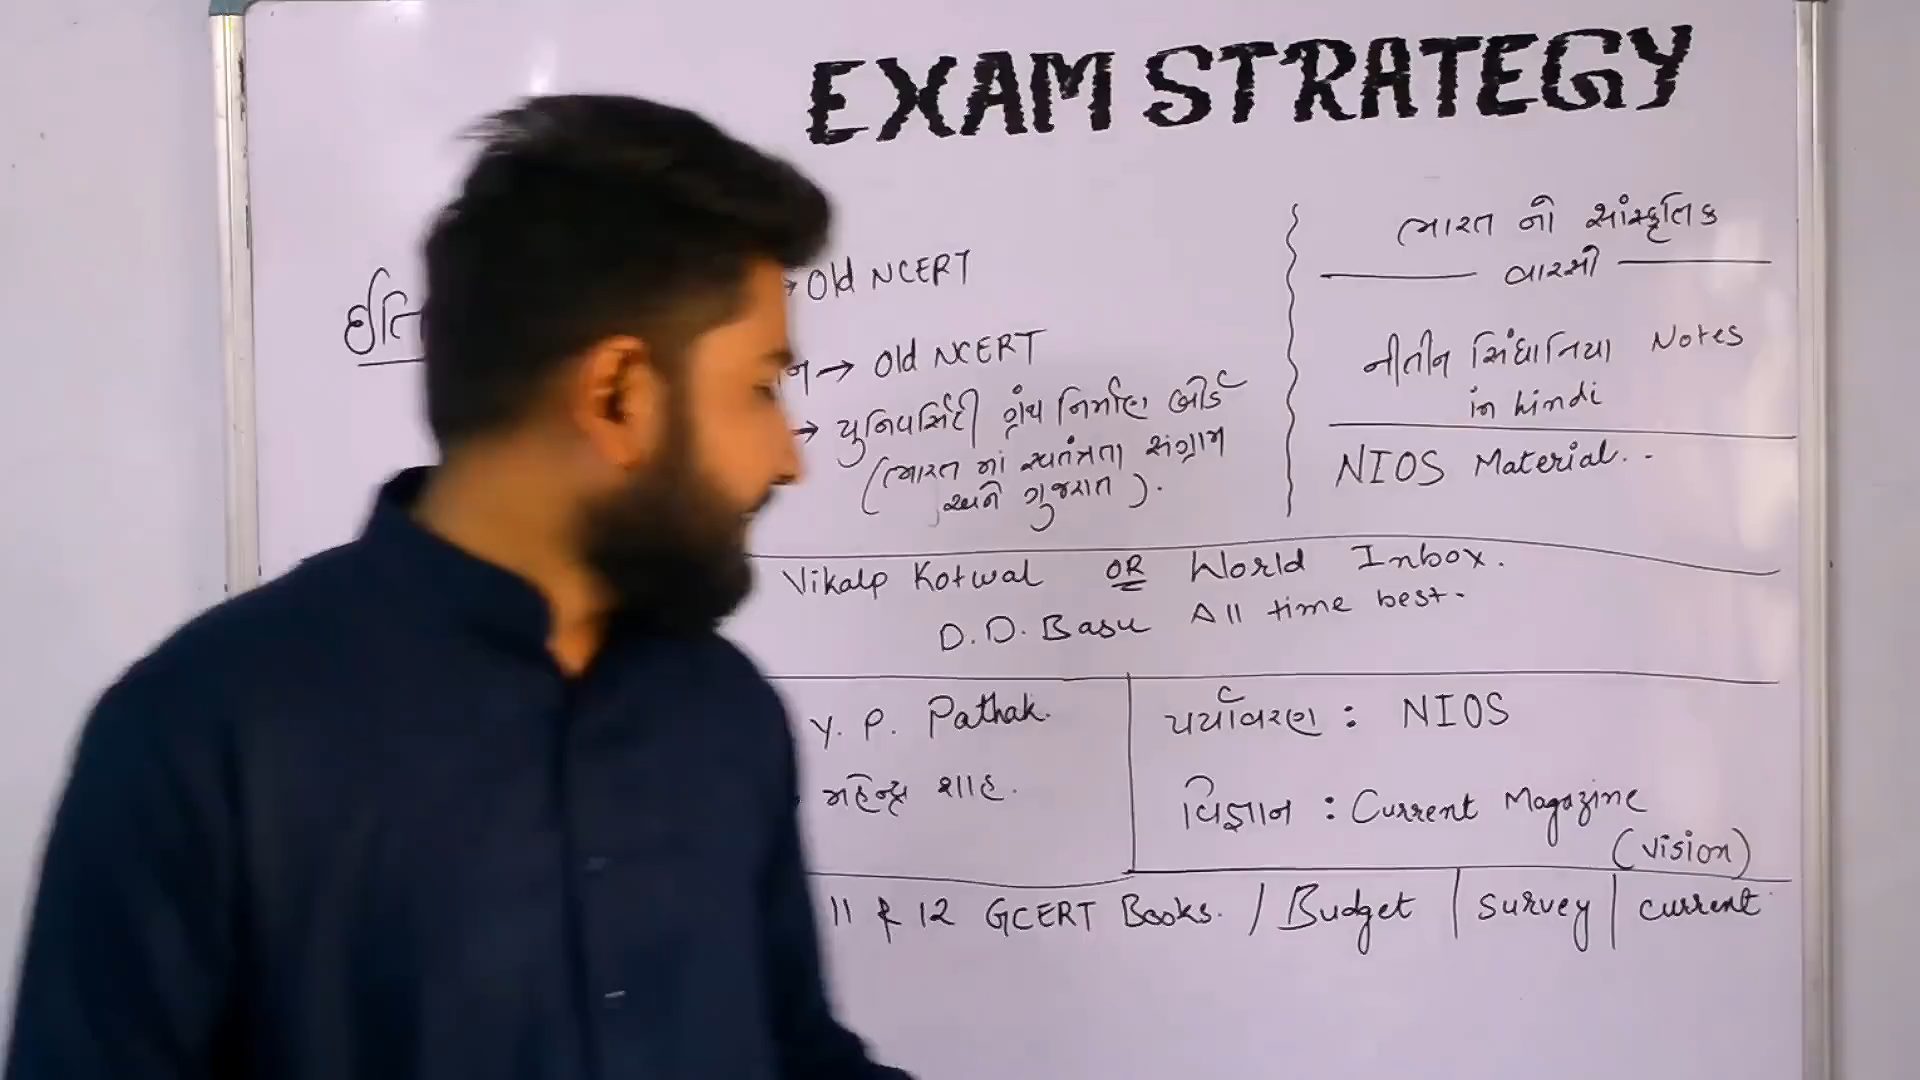 EXAM STRATEGY
ઈતિ
→ Old NCERT
ન → Old NCERT
→ યુનિવર્સિટી ગ્રંથ નિર્માણ બોર્ડ
(ભારત માં સ્વતંત્રતા સંગ્રામ
અને ગુજરાત).
ભારત નો સાંસ્કૃતિક
વારસો
નીતીન સિંઘાનિયા Notes
in hindi
NIOS Material..
Vikalp Kotwal OR World Inbox.
D.D. Basu All time best.
Y. P. Pathak.
મહેન્દ્ર શાહ.
પર્યાવરણ : NIOS
વિજ્ઞાન : Current Magazine
(vision)
11 & 12 GCERT Books. / Budget | survey | current